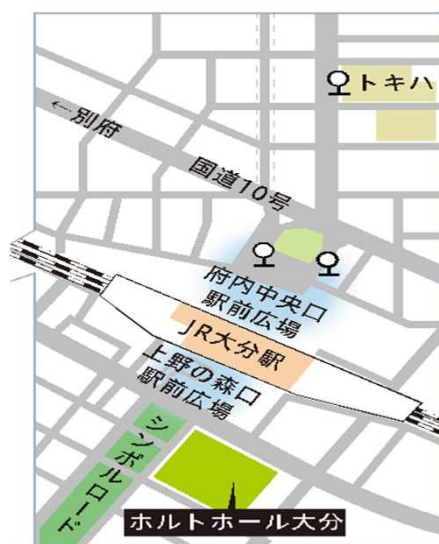 トキハ
←別府
国道10号
府内中央口
駅前広場
JR大分駅
上野の森口
駅前広場
シンボルロード
ホルトホール大分